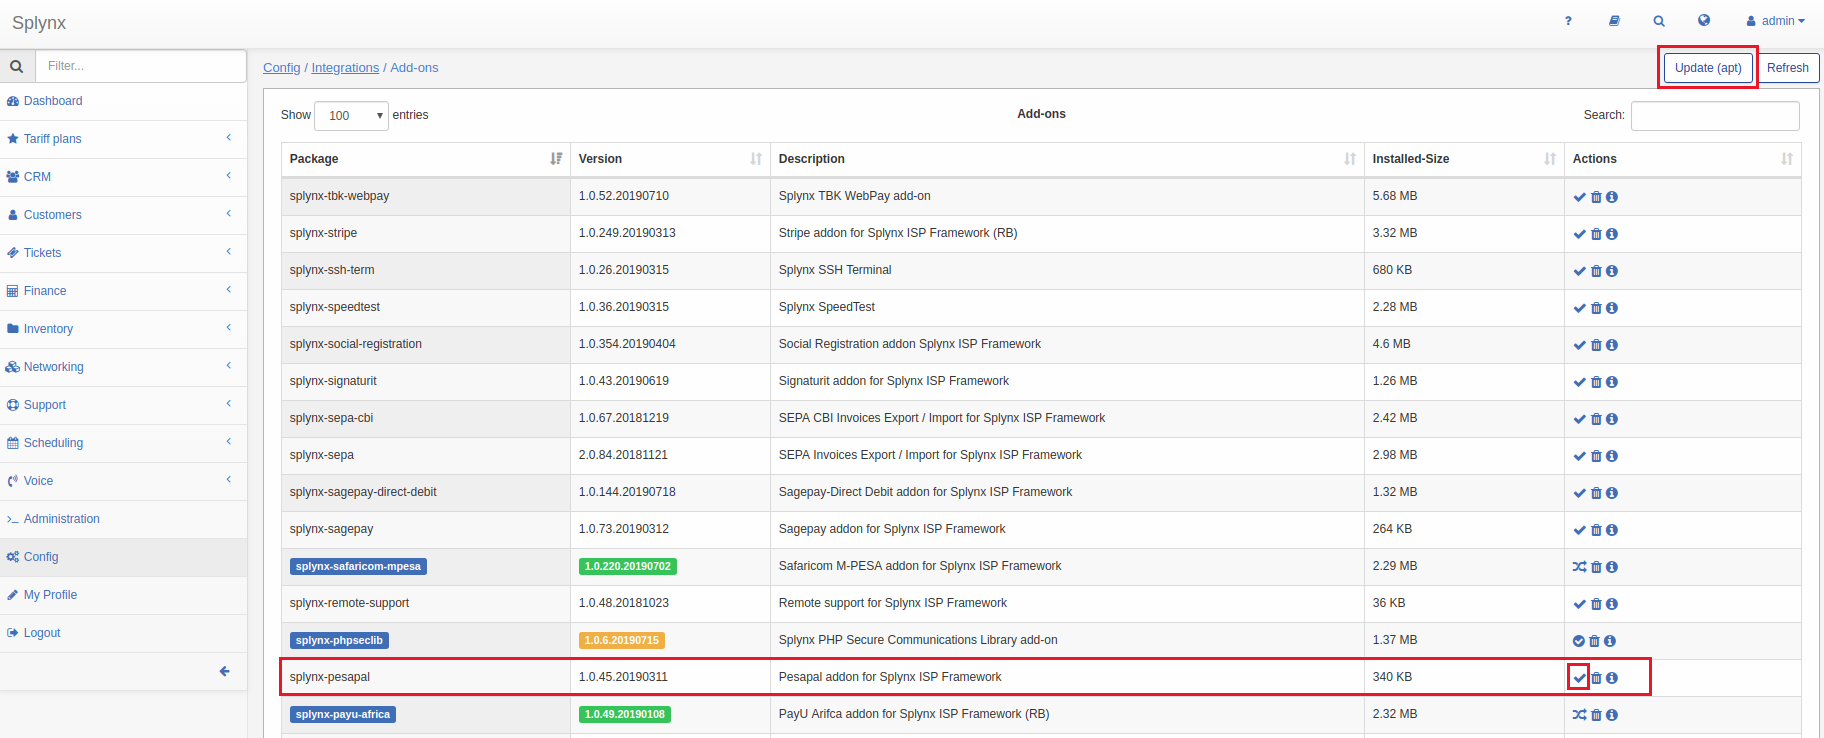 Splynx
? admin
Filter...
Config / Integrations / Add-ons
Update (apt) Refresh
Dashboard
Tariff plans
CRM
Customers
Tickets
Finance
Inventory
Networking
Support
Scheduling
Voice
Administration
Config
My Profile
Logout
Show 100 entries Add-ons Search:
Package Version Description Installed-Size Actions
splynx-tbk-webpay 1.0.52.20190710 Splynx TBK WebPay add-on 5.68 MB
splynx-stripe 1.0.249.20190313 Stripe addon for Splynx ISP Framework (RB) 3.32 MB
splynx-ssh-term 1.0.26.20190315 Splynx SSH Terminal 680 KB
splynx-speedtest 1.0.36.20190315 Splynx SpeedTest 2.28 MB
splynx-social-registration 1.0.354.20190404 Social Registration addon Splynx ISP Framework 4.6 MB
splynx-signaturit 1.0.43.20190619 Signaturit addon for Splynx ISP Framework 1.26 MB
splynx-sepa-cbi 1.0.67.20181219 SEPA CBI Invoices Export / Import for Splynx ISP Framework 2.42 MB
splynx-sepa 2.0.84.20181121 SEPA Invoices Export / Import for Splynx ISP Framework 2.98 MB
splynx-sagepay-direct-debit 1.0.144.20190718 Sagepay-Direct Debit addon for Splynx ISP Framework 1.32 MB
splynx-sagepay 1.0.73.20190312 Sagepay addon for Splynx ISP Framework 264 KB
splynx-safaricom-mpesa 1.0.220.20190702 Safaricom M-PESA addon for Splynx ISP Framework 2.29 MB
splynx-remote-support 1.0.48.20181023 Remote support for Splynx ISP Framework 36 KB
splynx-phpseclib 1.0.6.20190715 Splynx PHP Secure Communications Library add-on 1.37 MB
splynx-pesapal 1.0.45.20190311 Pesapal addon for Splynx ISP Framework 340 KB
splynx-payu-africa 1.0.49.20190108 PayU Arifca addon for Splynx ISP Framework (RB) 2.32 MB